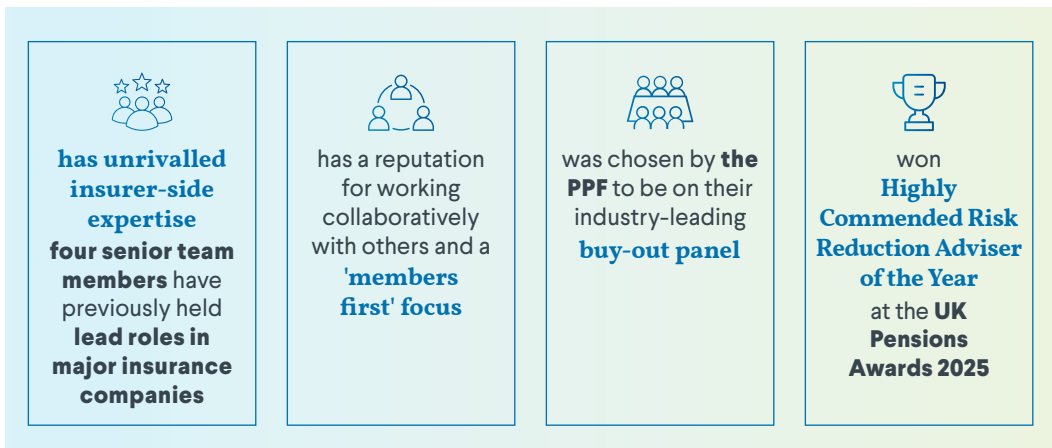 has unrivalled
insurer-side
expertise
four senior team
members have
previously held
lead roles in
major insurance
companies
has a reputation
for working
collaboratively
with others and a
'members
first' focus
was chosen by the
PPF to be on their
industry-leading
buy-out panel
won
Highly
Commended Risk
Reduction Adviser
of the Year
at the UK
Pensions
Awards 2025